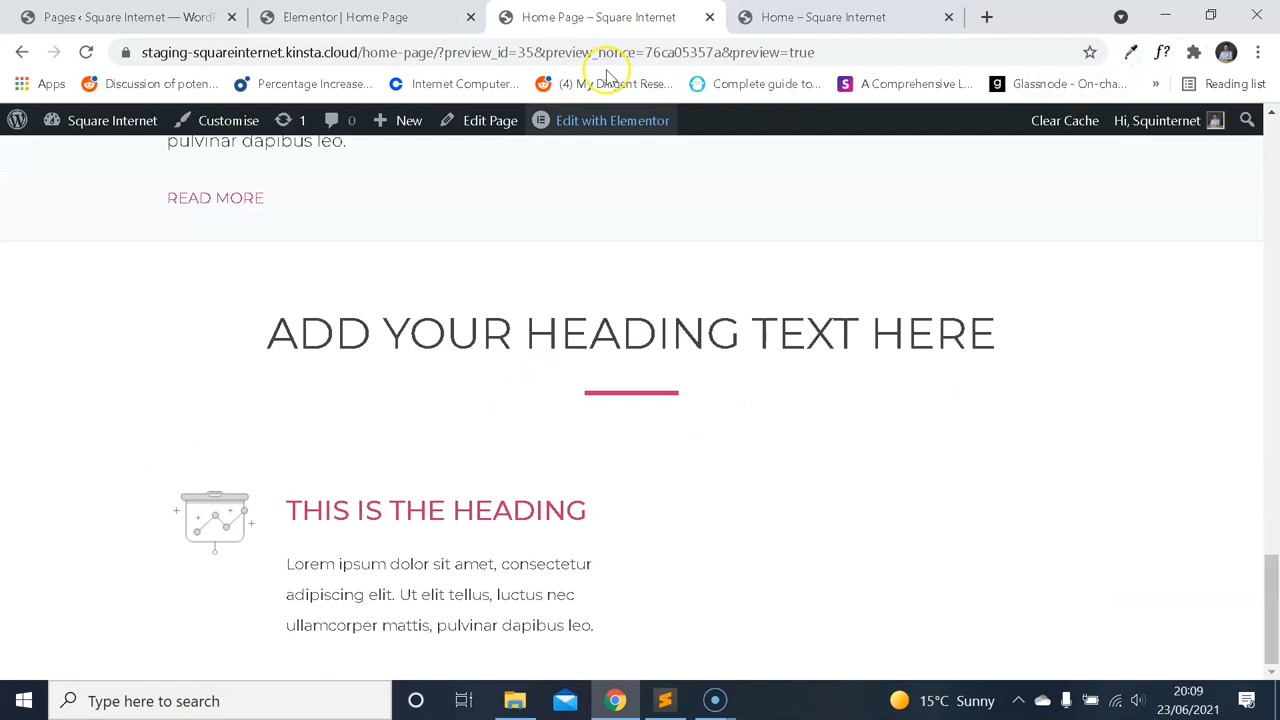 Pages ‹ Square Internet — WordP
Elementor | Home Page
Home Page – Square Internet
Home – Square Internet
staging-squareinternet.kinsta.cloud/home-page/?preview_id=35&preview_nonce=76ca05357a&preview=true
f?
Apps
Discussion of poten...
Percentage Increase...
Internet Computer...
(4) My Diligent Rese...
Complete guide to...
A Comprehensive L...
Glassnode - On-cha...
»
Reading list
Square Internet
Customise
1
0
New
Edit Page
Edit with Elementor
Clear Cache
Hi, Squinternet
pulvinar dapibus leo.
READ MORE
ADD YOUR HEADING TEXT HERE
THIS IS THE HEADING
Lorem ipsum dolor sit amet, consectetur
adipiscing elit. Ut elit tellus, luctus nec
ullamcorper mattis, pulvinar dapibus leo.
Type here to search
15°C Sunny
20:09
23/06/2021